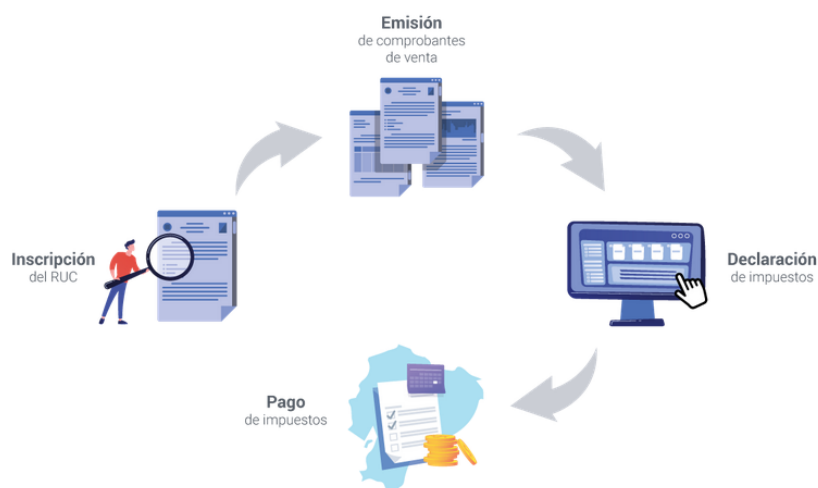 Emisión
de comprobantes
de venta
Inscripción
del RUC
Declaración
de impuestos
Pago
de impuestos